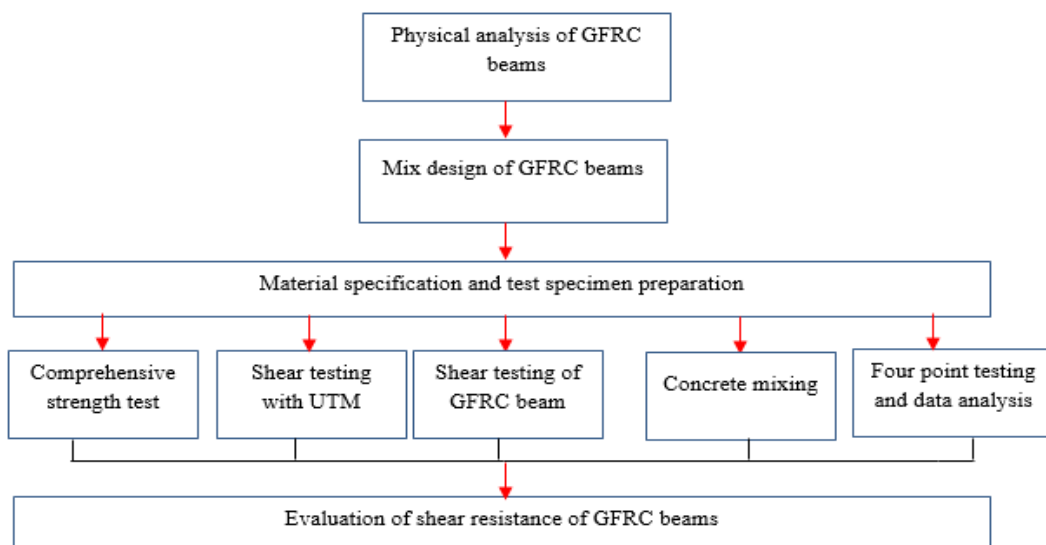 Physical analysis of GFRC
beams
Mix design of GFRC beams
Material specification and test specimen preparation
Comprehensive
strength test
Shear testing
with UTM
Shear testing of
GFRC beam
Concrete mixing
Four point testing
and data analysis
Evaluation of shear resistance of GFRC beams